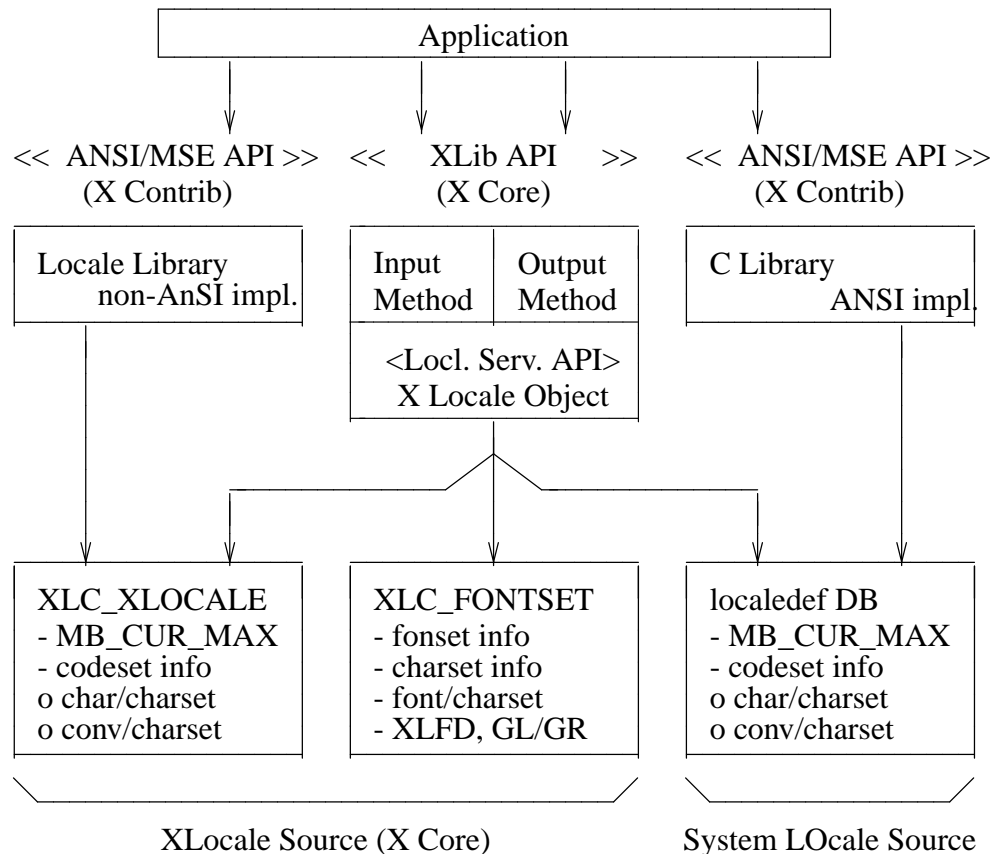 Application
<< ANSI/MSE API >>
(X Contrib)
<< XLib API >>
(X Core)
<< ANSI/MSE API >>
(X Contrib)
Locale Library
non-AnSI impl.
Input
Method
Output
Method
C Library
ANSI impl.
<Locl. Serv. API>
X Locale Object
XLC_XLOCALE
- MB_CUR_MAX
- codeset info
o char/charset
o conv/charset
XLC_FONTSET
- fonset info
- charset info
- font/charset
- XLFD, GL/GR
localedef DB
- MB_CUR_MAX
- codeset info
o char/charset
o conv/charset
XLocale Source (X Core)
System LOcale Source